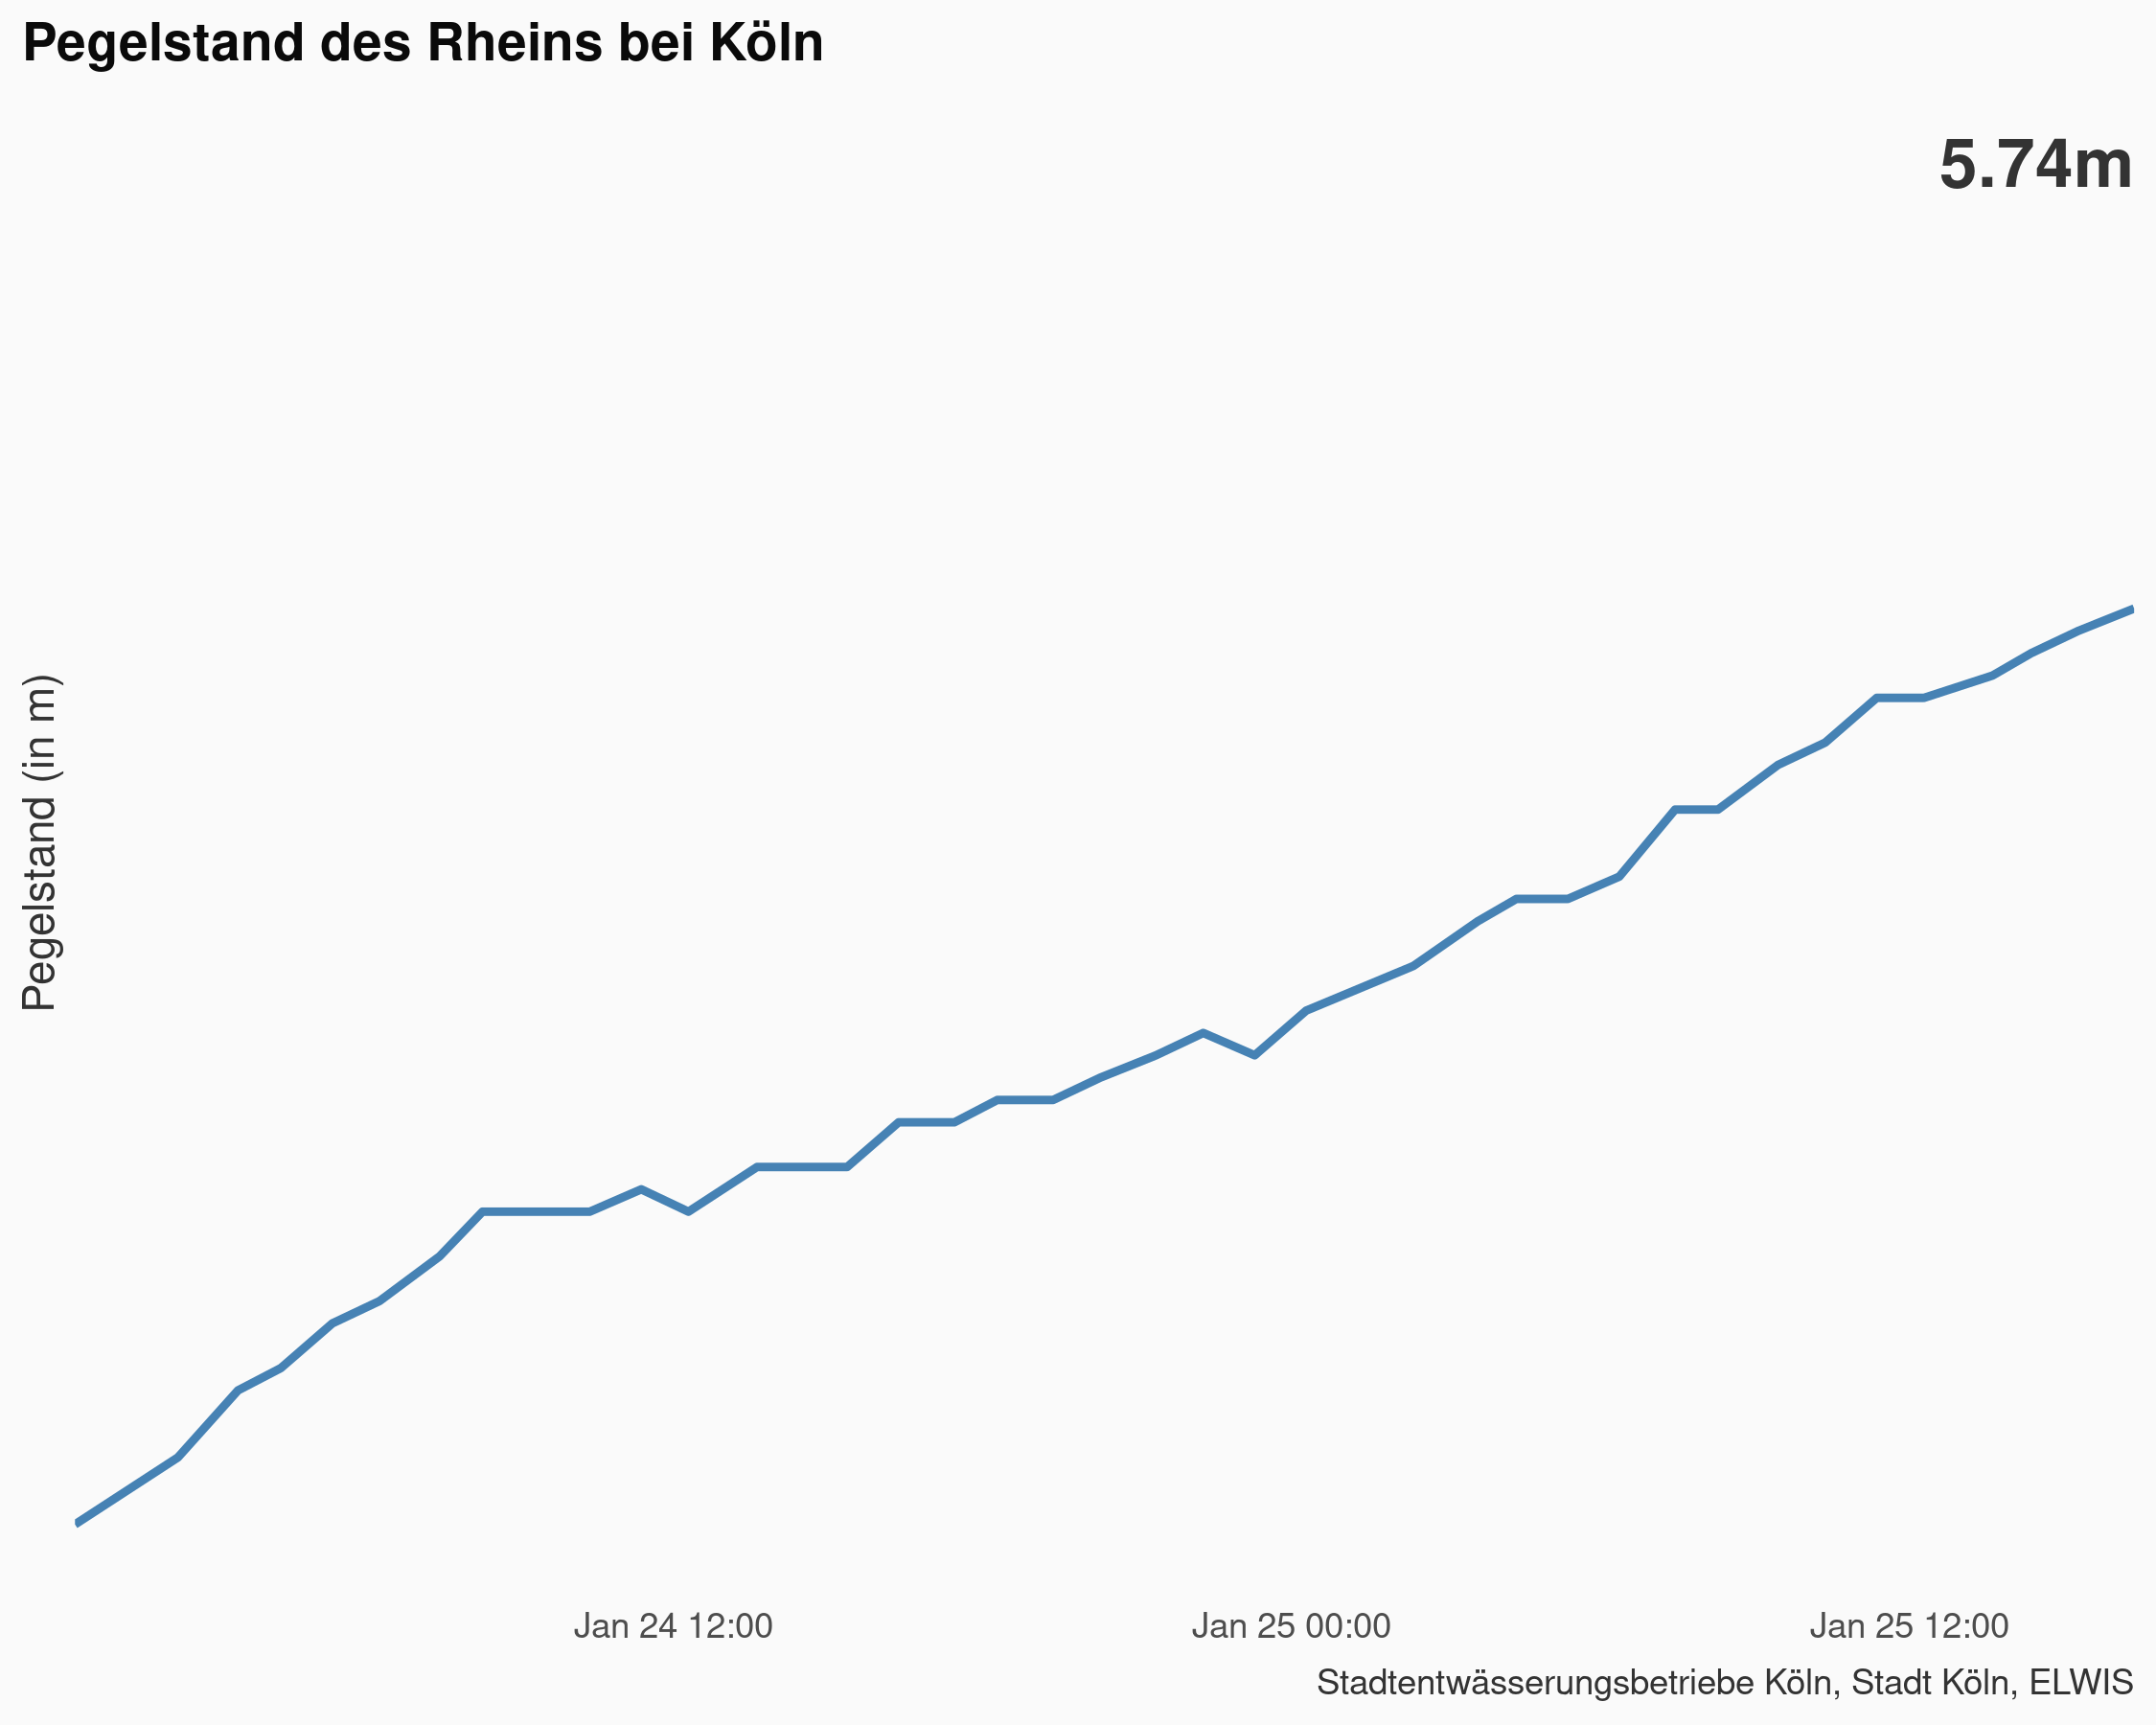 Pegelstand des Rheins bei Köln
5.74m
Pegelstand (in m)
Jan 24 12:00
Jan 25 00:00
Jan 25 12:00
Stadtentwässerungsbetriebe Köln, Stadt Köln, ELWIS